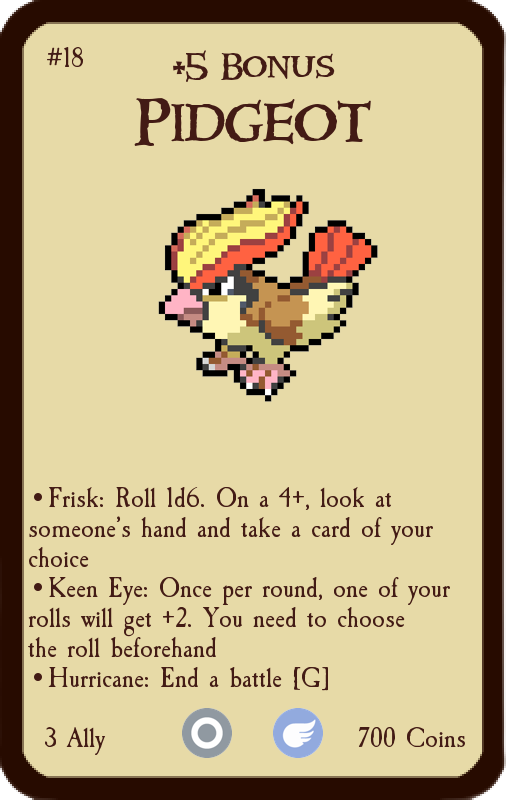 #18
+5 Bonus
Pidgeot
•Frisk: Roll 1d6. On a 4+, look at
someone's hand and take a card of your
choice
•Keen Eye: Once per round, one of your
rolls will get +2. You need to choose
the roll beforehand
•Hurricane: End a battle [G]
3 Ally
700 Coins